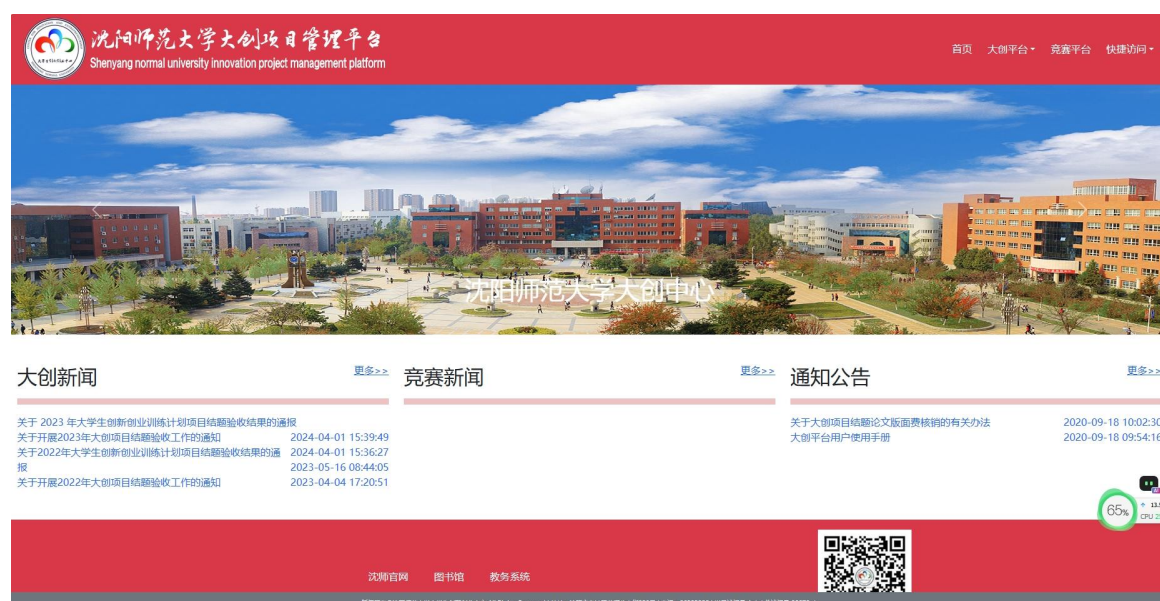 沈阳师范大学大创项目管理平台
Shenyang normal university innovation project management platform
首页 大创平台 竞赛平台 快捷访问
沈阳师范大学大创中心
大创新闻 更多>>
关于 2023 年大学生创新创业训练计划项目结题验收结果的通报
2024-04-01 15:39:49
关于开展2023年大创项目结题验收工作的通知
2024-04-01 15:36:27
关于2022年大学生创新创业训练计划项目结题验收结果的通
报
2023-05-16 08:44:05
关于开展2022年大创项目结题验收工作的通知 2023-04-04 17:20:51
竞赛新闻 更多>>
通知公告 更多>>
关于大创项目结题论文版面费核销的有关办法 2020-09-18 10:02:30
大创平台用户使用手册 2020-09-18 09:54:16
65%
CPU
沈师官网 图书馆 教务系统